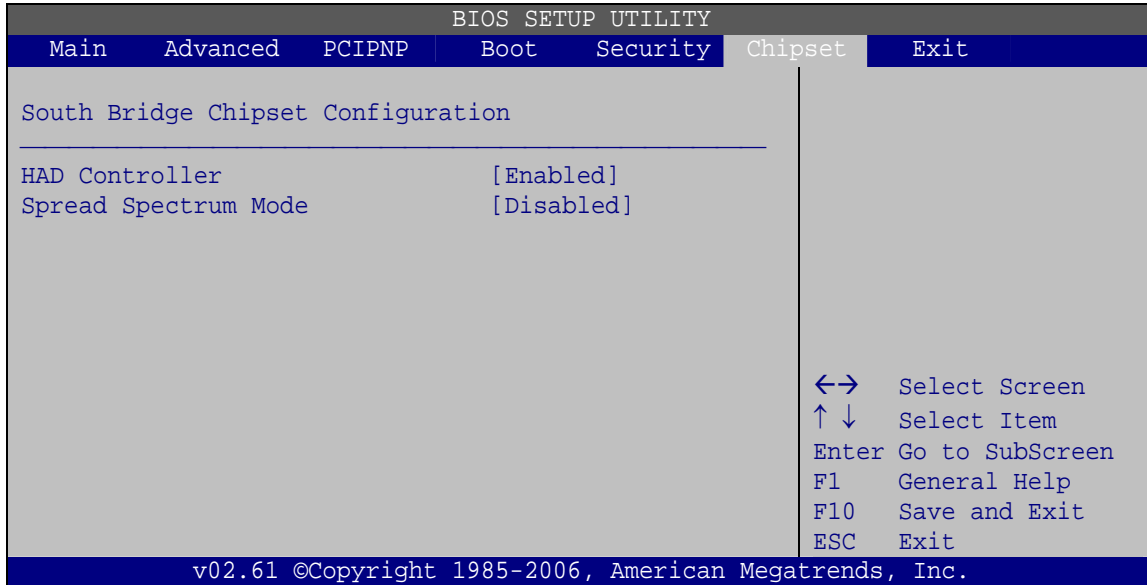 BIOS SETUP UTILITY
Main Advanced PCIPNP Boot Security Chipset Exit
South Bridge Chipset Configuration
HAD Controller [Enabled]
Spread Spectrum Mode [Disabled]
←→ Select Screen
↑ ↓ Select Item
Enter Go to SubScreen
F1 General Help
F10 Save and Exit
ESC Exit
v02.61 ©Copyright 1985-2006, American Megatrends, Inc.